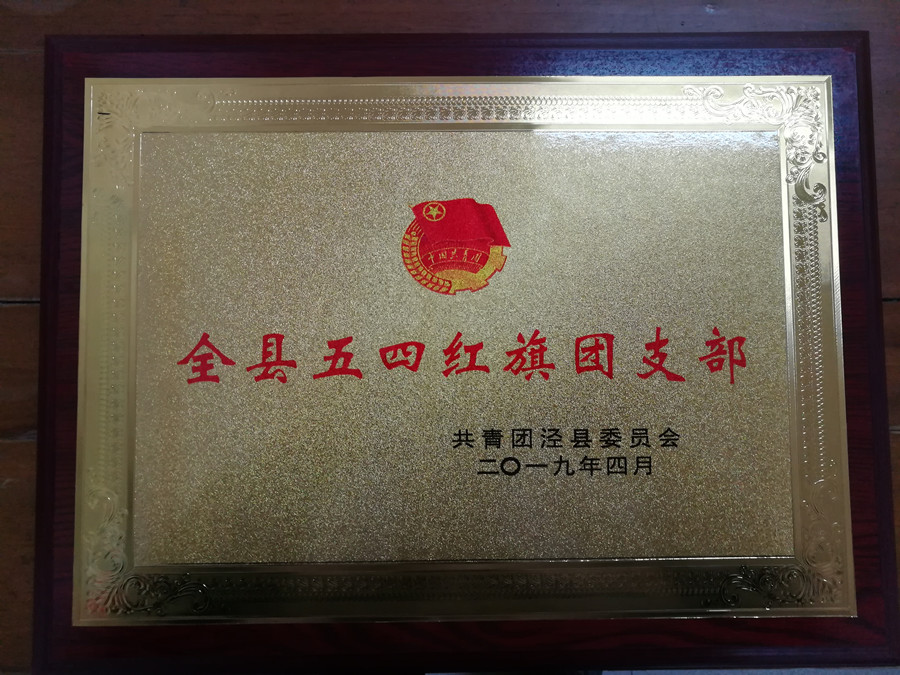 中国共青团
全县五四红旗团支部
共青团泾县委员会
二〇一九年四月